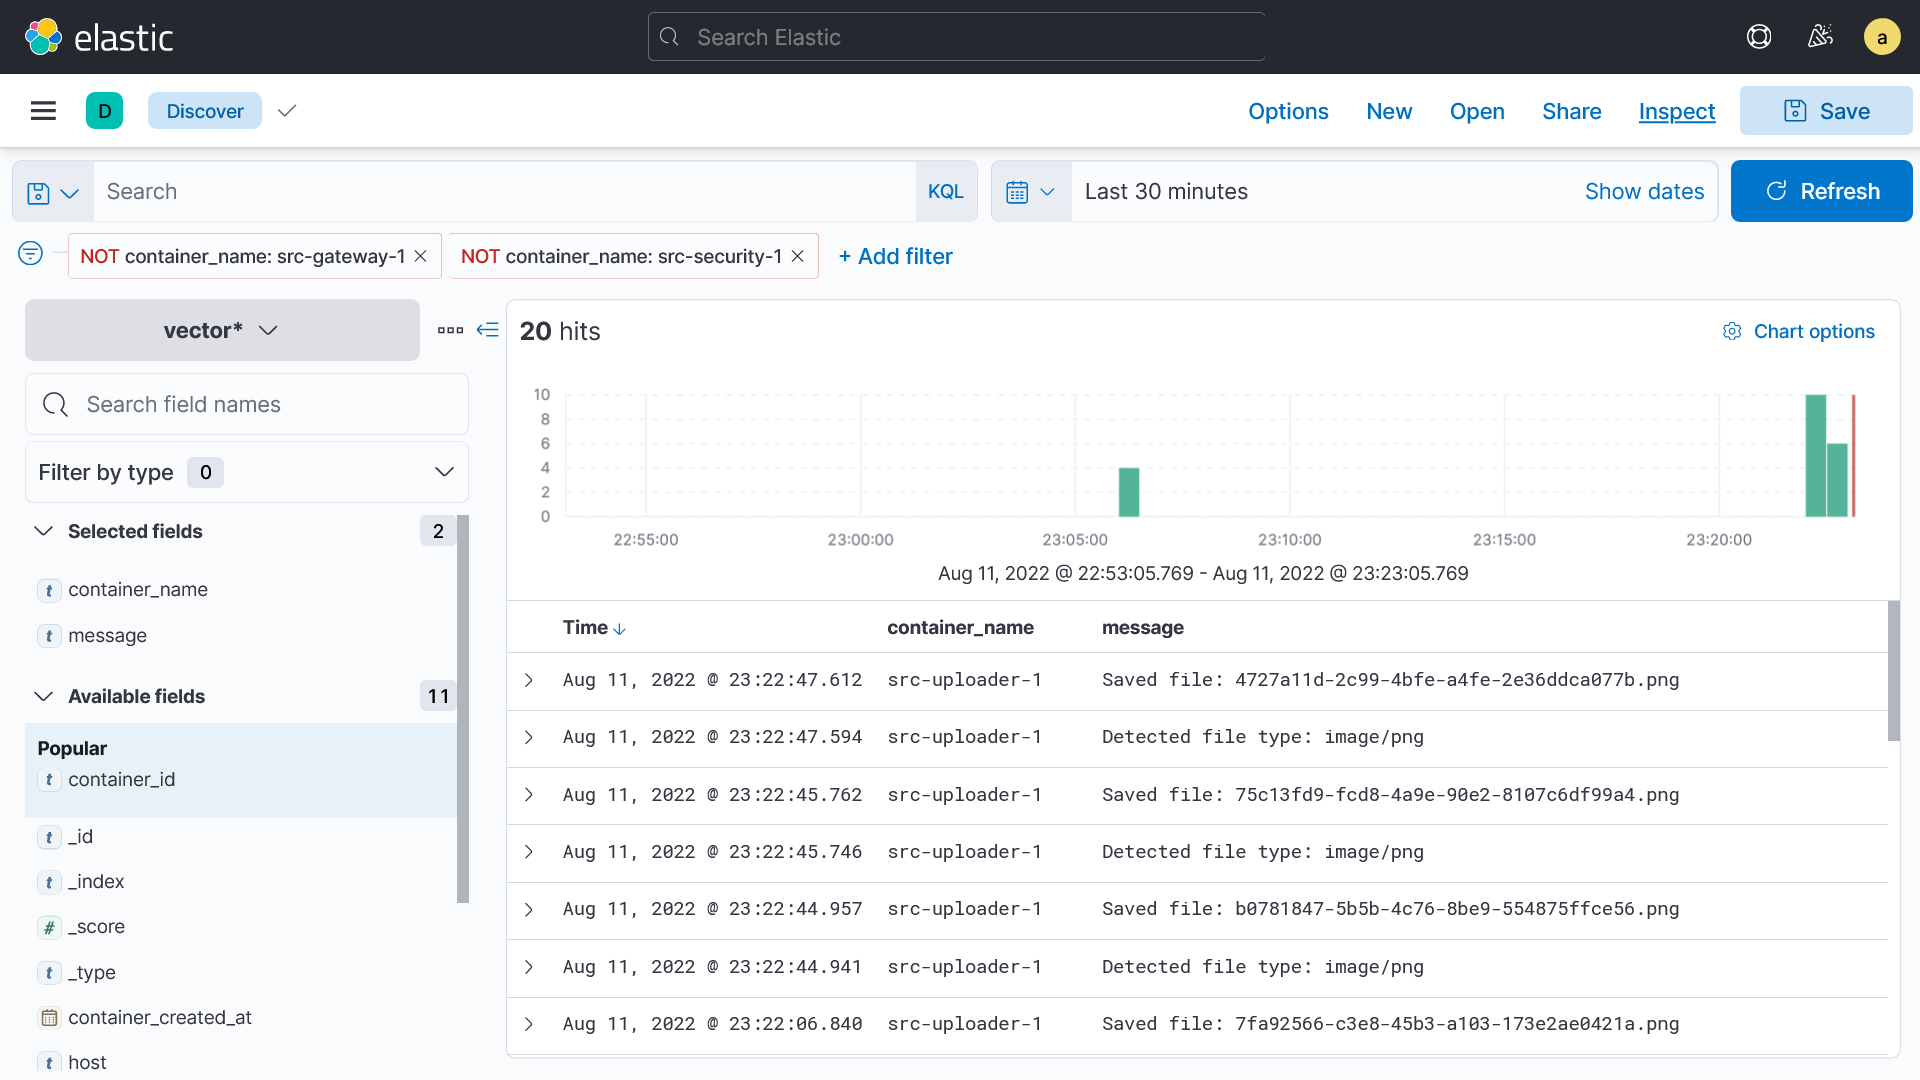 elastic
Search Elastic
a
D
Discover
Options
New
Open
Share
Inspect
Save
Search
KQL
Last 30 minutes
Show dates
Refresh
NOT container_name: src-gateway-1
NOT container_name: src-security-1
+ Add filter
vector*
Search field names
Filter by type 0
Selected fields 2
t container_name
t message
Available fields 11
Popular
t container_id
t _id
t _index
# _score
t _type
container_created_at
t host
20 hits
Chart options
10
8
6
4
2
0
22:55:00 23:00:00 23:05:00 23:10:00 23:15:00 23:20:00
Aug 11, 2022 @ 22:53:05.769 - Aug 11, 2022 @ 23:23:05.769
Time container_name message
Aug 11, 2022 @ 23:22:47.612 src-uploader-1 Saved file: 4727a11d-2c99-4bfe-a4fe-2e36ddca077b.png
Aug 11, 2022 @ 23:22:47.594 src-uploader-1 Detected file type: image/png
Aug 11, 2022 @ 23:22:45.762 src-uploader-1 Saved file: 75c13fd9-fcd8-4a9e-90e2-8107c6df99a4.png
Aug 11, 2022 @ 23:22:45.746 src-uploader-1 Detected file type: image/png
Aug 11, 2022 @ 23:22:44.957 src-uploader-1 Saved file: b0781847-5b5b-4c76-8be9-554875ffce56.png
Aug 11, 2022 @ 23:22:44.941 src-uploader-1 Detected file type: image/png
Aug 11, 2022 @ 23:22:06.840 src-uploader-1 Saved file: 7fa92566-c3e8-45b3-a103-173e2ae0421a.png